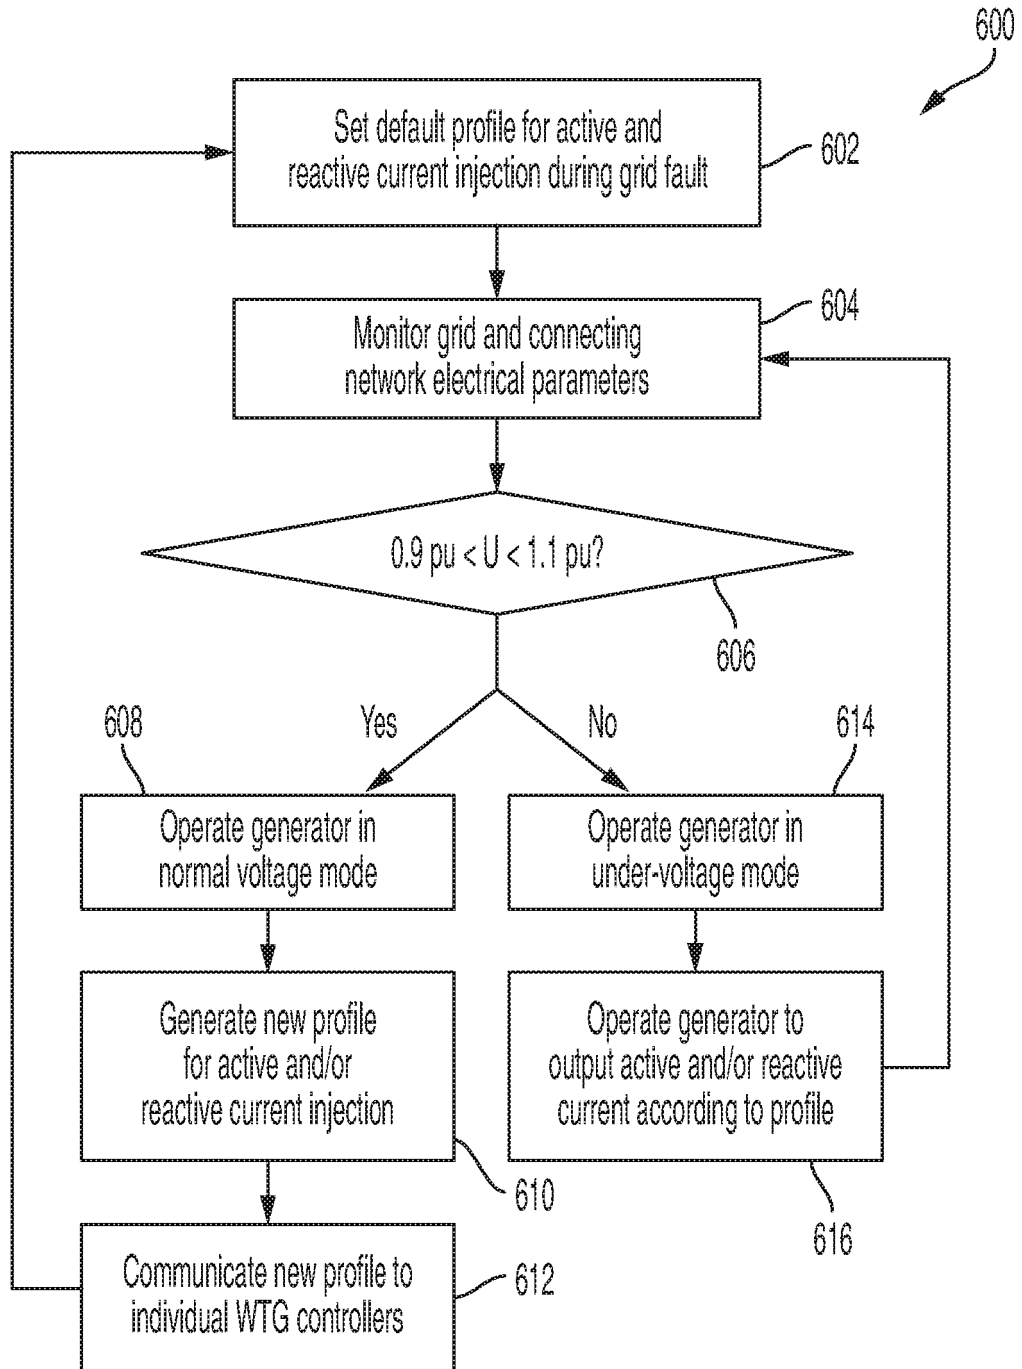 600
Set default profile for active and
reactive current injection during grid fault
602
604
Monitor grid and connecting
network electrical parameters
0.9 pu < U < 1.1 pu?
606
608
Yes
No
614
Operate generator in
normal voltage mode
Operate generator in
under-voltage mode
Generate new profile
for active and/or
reactive current injection
610
Operate generator to
output active and/or reactive
current according to profile
616
Communicate new profile to
individual WTG controllers
612